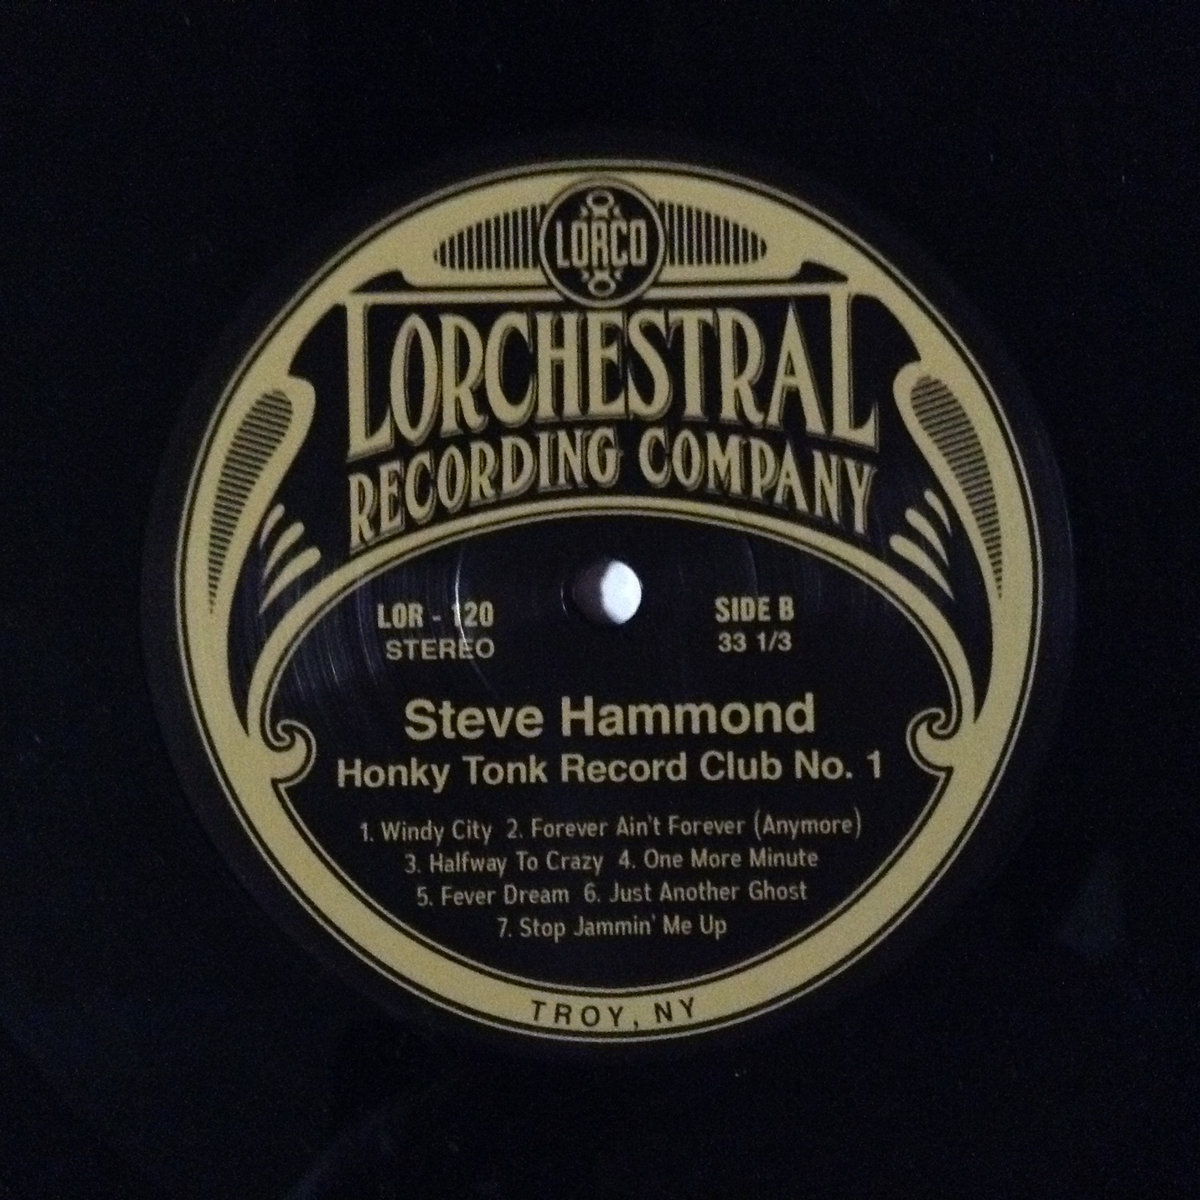 LORCO
LORCHESTRAL
RECORDING COMPANY
LOR - 120
STEREO
SIDE B
33 1/3
Steve Hammond
Honky Tonk Record Club No. 1
1. Windy City 2. Forever Ain't Forever (Anymore)
3. Halfway To Crazy 4. One More Minute
5. Fever Dream 6. Just Another Ghost
7. Stop Jammin' Me Up
TROY, NY